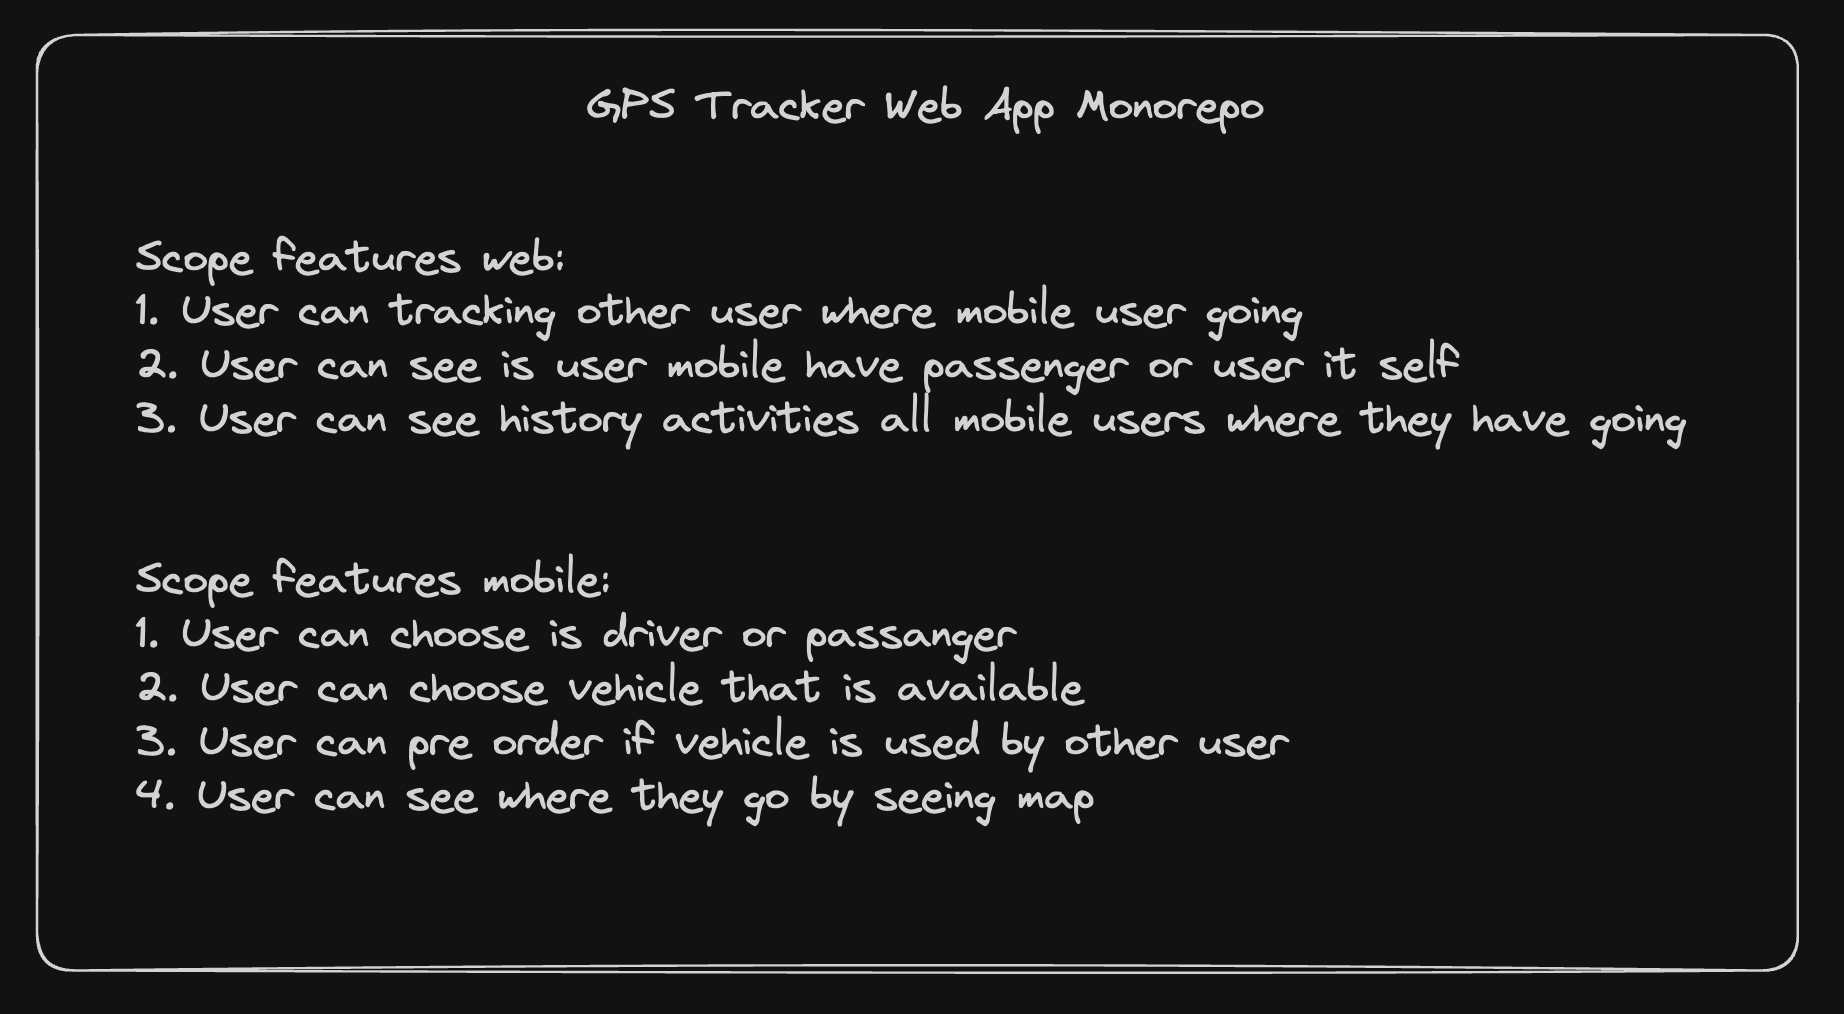 GPS Tracker Web App Monorepo
Scope features web:
1. User can tracking other user where mobile user going
2. User can see is user mobile have passenger or user it self
3. User can see history activities all mobile users where they have going
Scope features mobile:
1. User can choose is driver or passanger
2. User can choose vehicle that is available
3. User can pre order if vehicle is used by other user
4. User can see where they go by seeing map